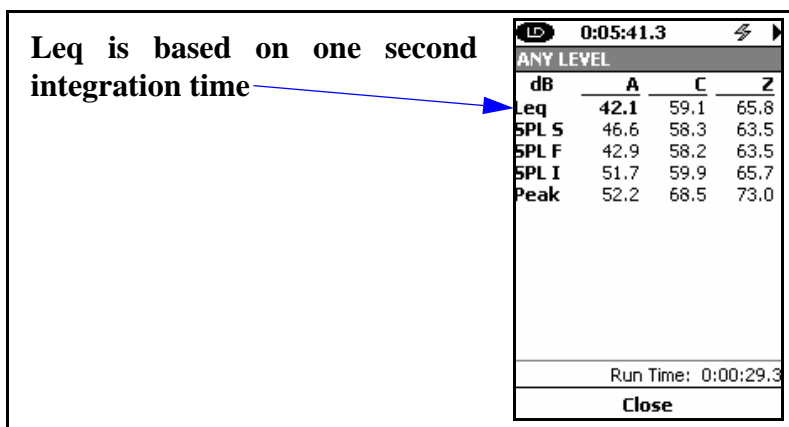 Leq is based on one second
integration time
LD 0:05:41.3
ANY LEVEL
dB A C Z
Leq 42.1 59.1 65.8
SPL S 46.6 58.3 63.5
SPL F 42.9 58.2 63.5
SPL I 51.7 59.9 65.7
Peak 52.2 68.5 73.0
Run Time: 0:00:29.3
Close